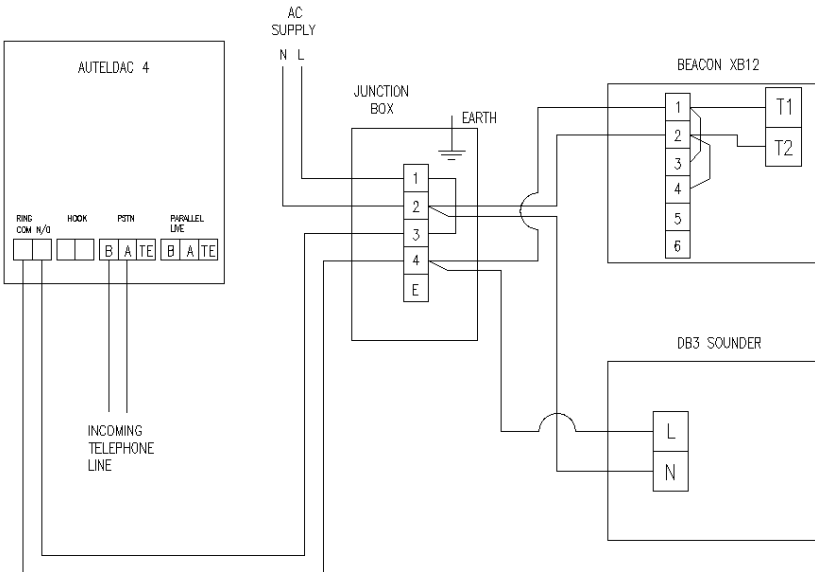 AC
SUPPLY
N L
AUTELDAC 4
BEACON XB12
JUNCTION
BOX
EARTH
1
2
3
4
E
1
2
3
4
5
6
T1
T2
RING
COM N/O
HOOK
PSTN
PARALLEL
LIVE
B A TE
B A TE
DB3 SOUNDER
L
N
INCOMING
TELEPHONE
LINE